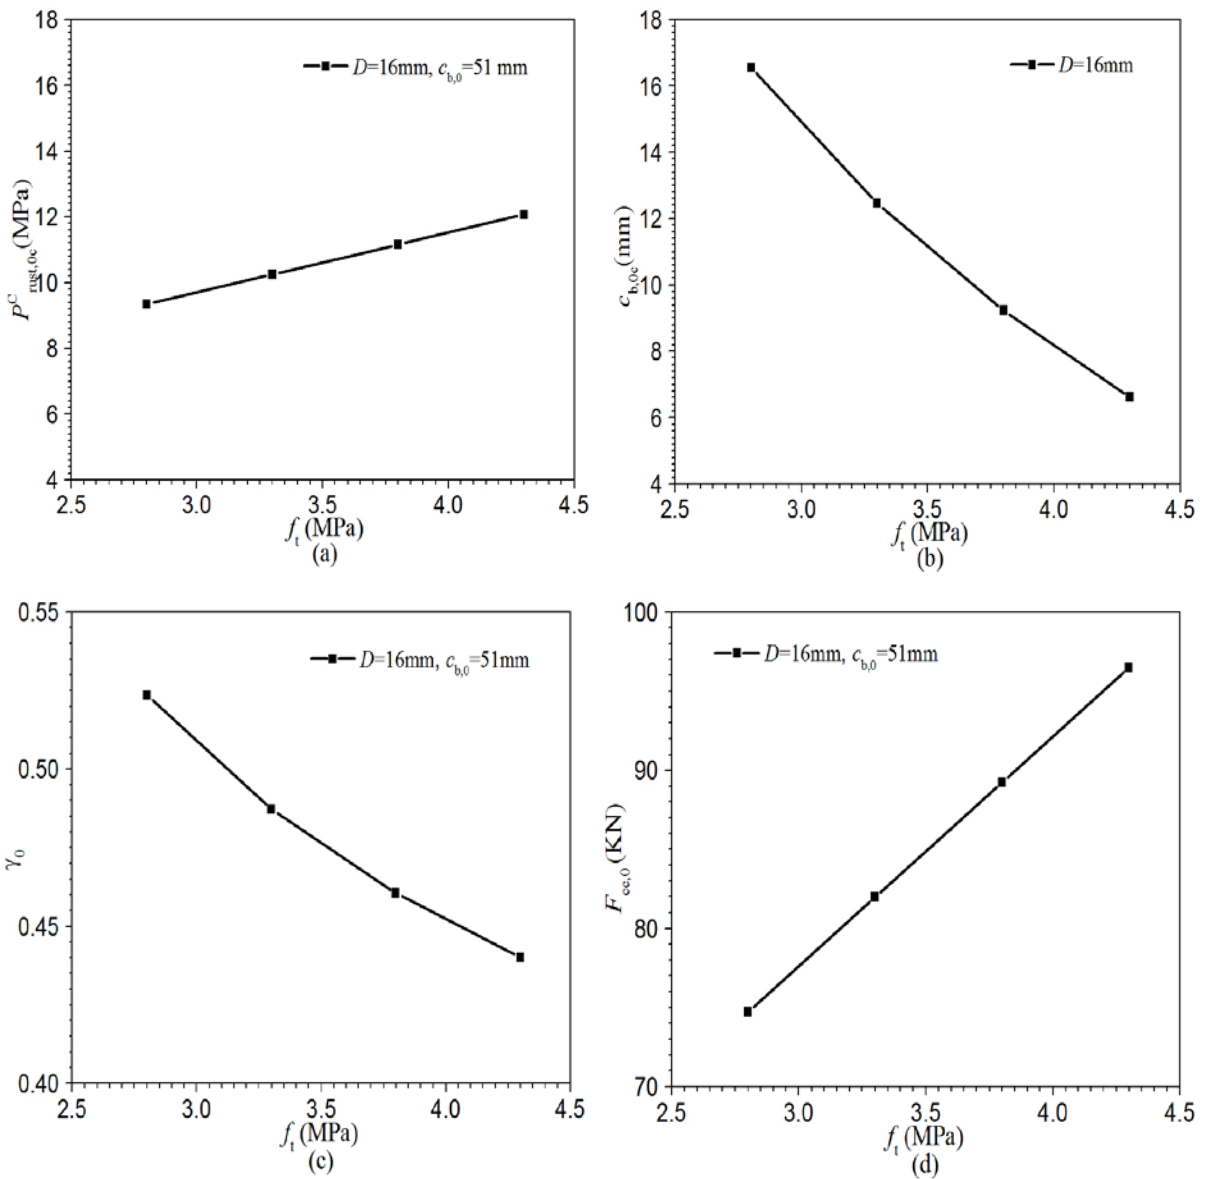 18
16
14
12
10
8
6
4
2.5 3.0 3.5 4.0 4.5
P^C_rust,0c (MPa)
D=16mm, c_b,0=51 mm
f_t (MPa)
(a)
18
16
14
12
10
8
6
4
2.5 3.0 3.5 4.0 4.5
c_b,0c (mm)
D=16mm
f_t (MPa)
(b)
0.55
0.50
0.45
0.40
2.5 3.0 3.5 4.0 4.5
γ_0
D=16mm, c_b,0=51mm
f_t (MPa)
(c)
100
90
80
70
2.5 3.0 3.5 4.0 4.5
F_cc,0 (KN)
D=16mm, c_b,0=51mm
f_t (MPa)
(d)